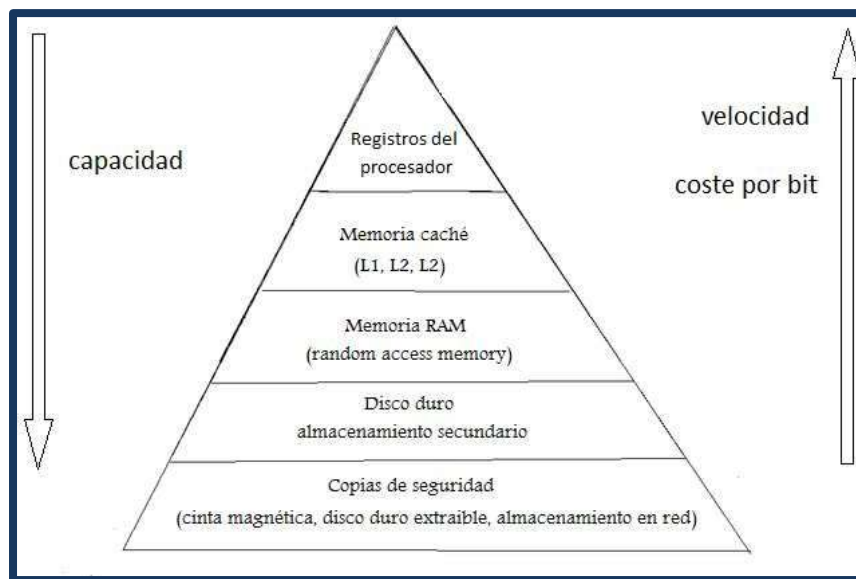 capacidad
velocidad
coste por bit
Registros del
procesador
Memoria caché
(L1, L2, L2)
Memoria RAM
(random access memory)
Disco duro
almacenamiento secundario
Copias de seguridad
(cinta magnética, disco duro extraible, almacenamiento en red)